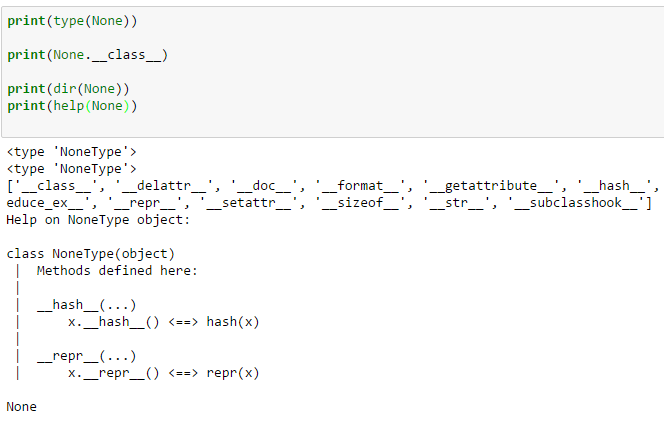 print(type(None))
print(None.__class__)
print(dir(None))
print(help(None))
<type 'NoneType'>
<type 'NoneType'>
['__class__', '__delattr__', '__doc__', '__format__', '__getattribute__', '__hash__',
educe_ex__', '__repr__', '__setattr__', '__sizeof__', '__str__', '__subclasshook__']
Help on NoneType object:
class NoneType(object)
 |  Methods defined here:
 |
 |  __hash__(...)
 |      x.__hash__() <==> hash(x)
 |
 |  __repr__(...)
 |      x.__repr__() <==> repr(x)
None